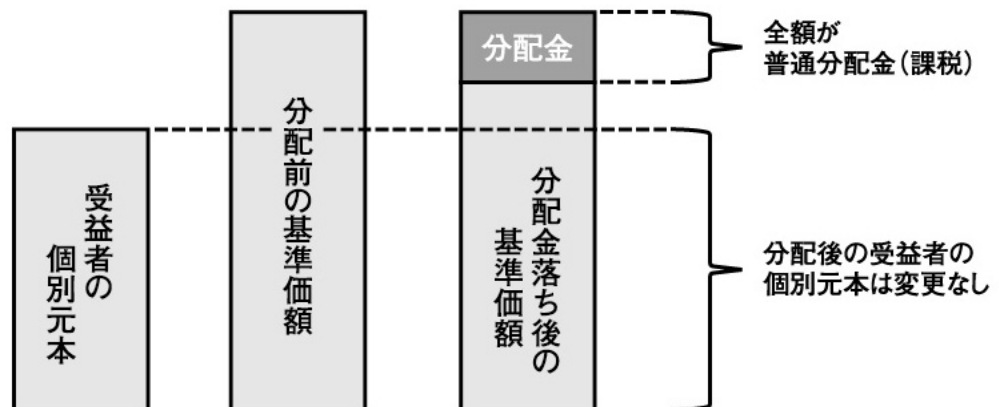 受益者の
個別元本
分配前の基準価額
分配金
分配金落ち後の
基準価額
全額が
普通分配金（課税）
分配後の受益者の
個別元本は変更なし